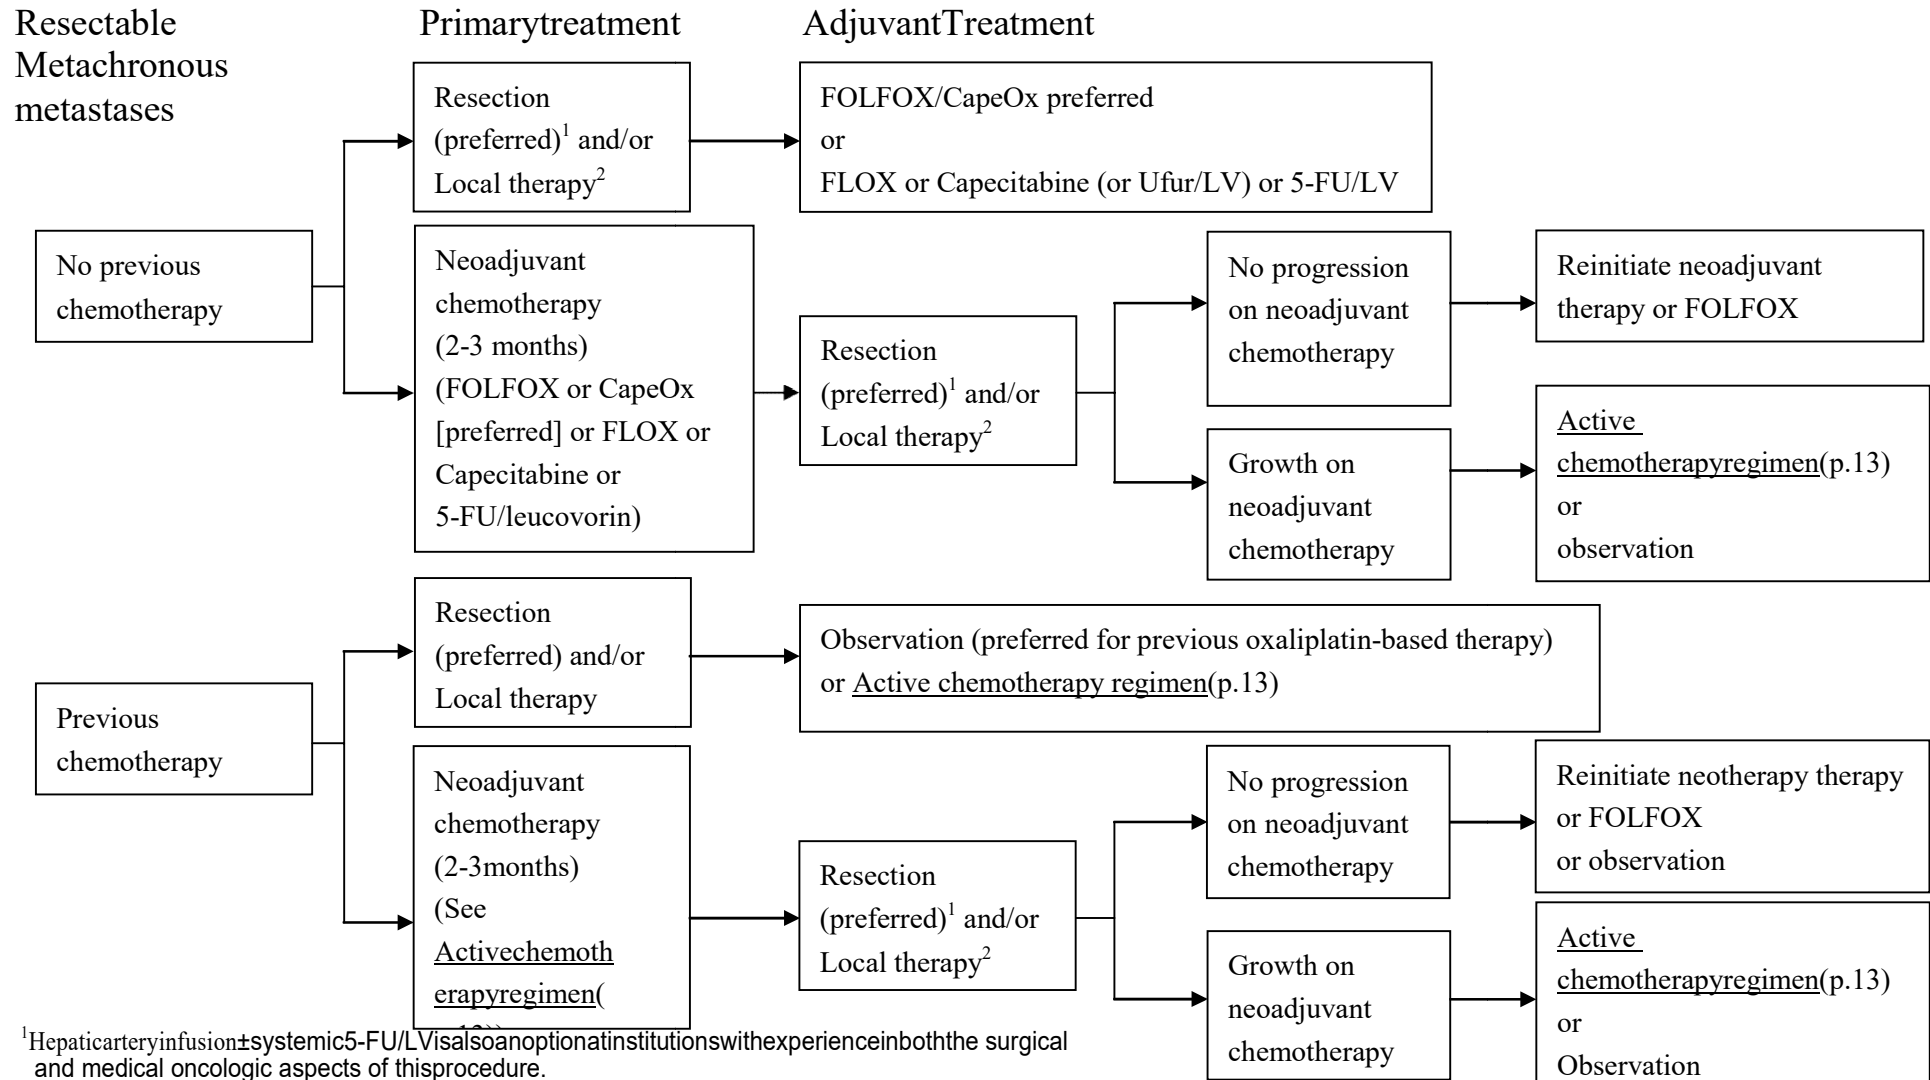 Resectable
Metachronous
metastases
Primarytreatment
AdjuvantTreatment
No previous
chemotherapy
Resection
(preferred)1 and/or
Local therapy2
FOLFOX/CapeOx preferred
or
FLOX or Capecitabine (or Ufur/LV) or 5-FU/LV
Neoadjuvant
chemotherapy
(2-3 months)
(FOLFOX or CapeOx
[preferred] or FLOX or
Capecitabine or
5-FU/leucovorin)
Resection
(preferred)1 and/or
Local therapy2
No progression
on neoadjuvant
chemotherapy
Reinitiate neoadjuvant
therapy or FOLFOX
Growth on
neoadjuvant
chemotherapy
Active
chemotherapyregimen(p.13)
or
observation
Previous
chemotherapy
Resection
(preferred) and/or
Local therapy
Observation (preferred for previous oxaliplatin-based therapy)
or Active chemotherapy regimen(p.13)
Neoadjuvant
chemotherapy
(2-3months)
(See
Activechemoth
erapyregimen(
Resection
(preferred)1 and/or
Local therapy2
No progression
on neoadjuvant
chemotherapy
Reinitiate neotherapy therapy
or FOLFOX
or observation
Growth on
neoadjuvant
chemotherapy
Active
chemotherapyregimen(p.13)
or
Observation
1Hepaticarteryinfusion±systemic5-FU/LVisalsoanoptionatinstitutionswithexperienceinboththe surgical
and medical oncologic aspects of thisprocedure.